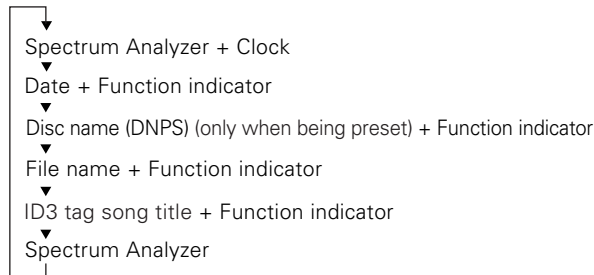 Spectrum Analyzer + Clock
Date + Function indicator
Disc name (DNPS) (only when being preset) + Function indicator
File name + Function indicator
ID3 tag song title + Function indicator
Spectrum Analyzer